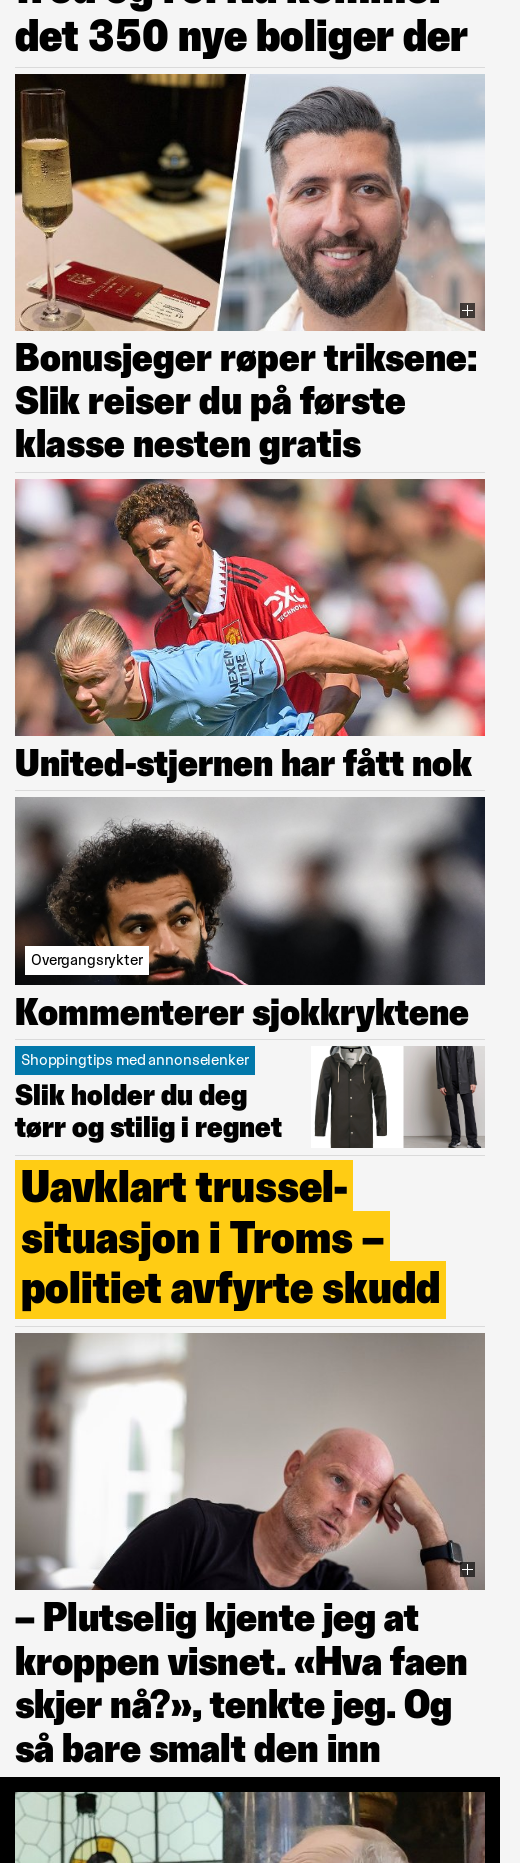 det 350 nye boliger der
Bonusjeger røper triksene:
Slik reiser du på første
klasse nesten gratis
NEXEN
TIRE
United-stjernen har fått nok
Overgangsrykter
Kommenterer sjokkryktene
Shoppingtips med annonselenker
Slik holder du deg
tørr og stilig i regnet
Uavklart trussel-
situasjon i Troms –
politiet avfyrte skudd
– Plutselig kjente jeg at
kroppen visnet. «Hva faen
skjer nå?», tenkte jeg. Og
så bare smalt den inn